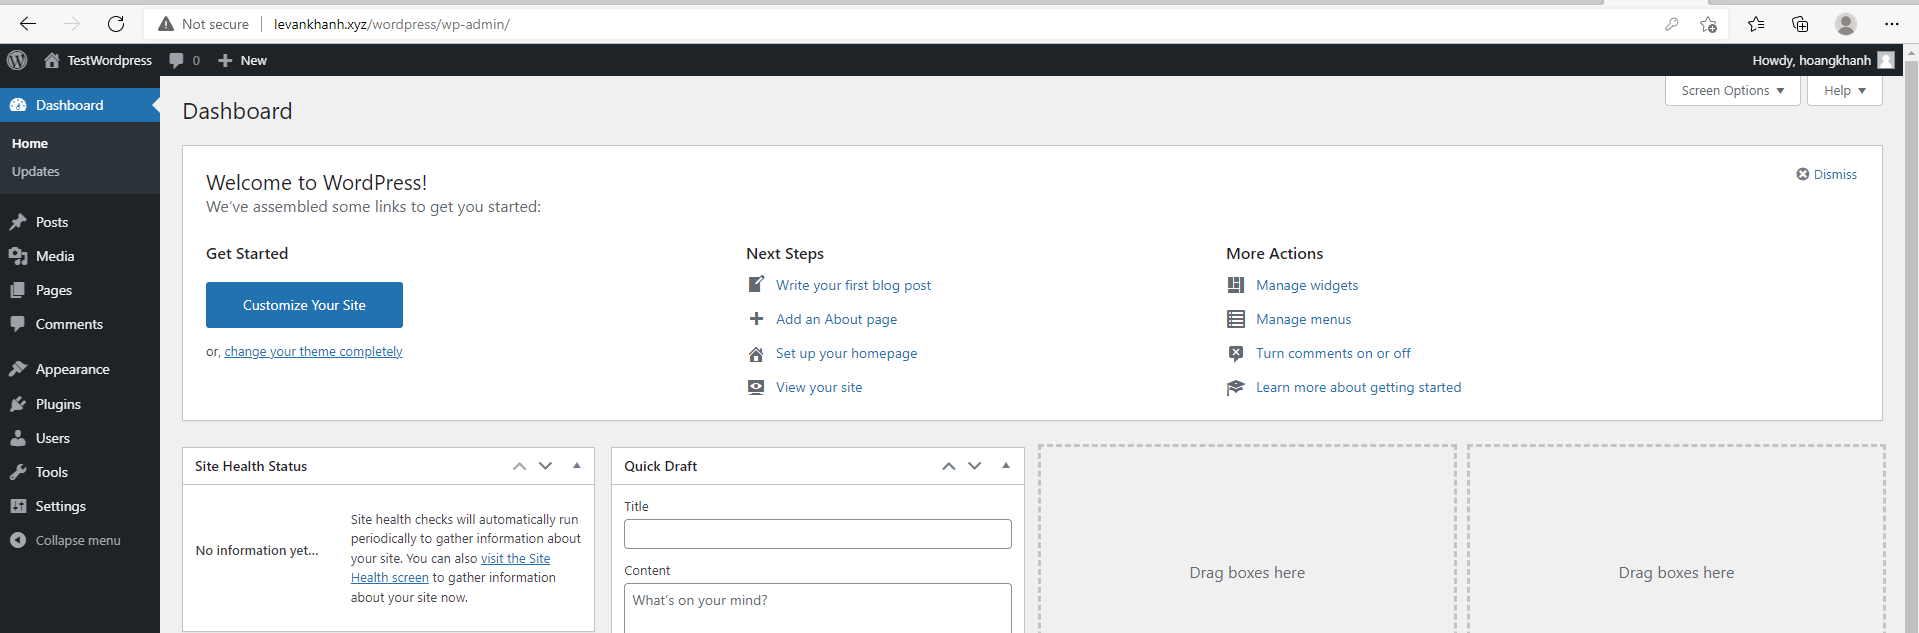 Not secure levankhanh.xyz/wordpress/wp-admin/
TestWordpress 0 New Howdy, hoangkhanh
Dashboard
Home
Updates
Posts
Media
Pages
Comments
Appearance
Plugins
Users
Tools
Settings
Collapse menu
Screen Options Help
Dashboard
Welcome to WordPress!
We've assembled some links to get you started:
Dismiss
Get Started
Customize Your Site
or, change your theme completely
Next Steps
Write your first blog post
Add an About page
Set up your homepage
View your site
More Actions
Manage widgets
Manage menus
Turn comments on or off
Learn more about getting started
Site Health Status
No information yet...
Site health checks will automatically run
periodically to gather information about
your site. You can also visit the Site
Health screen to gather information
about your site now.
Quick Draft
Title
Content
What's on your mind?
Drag boxes here
Drag boxes here